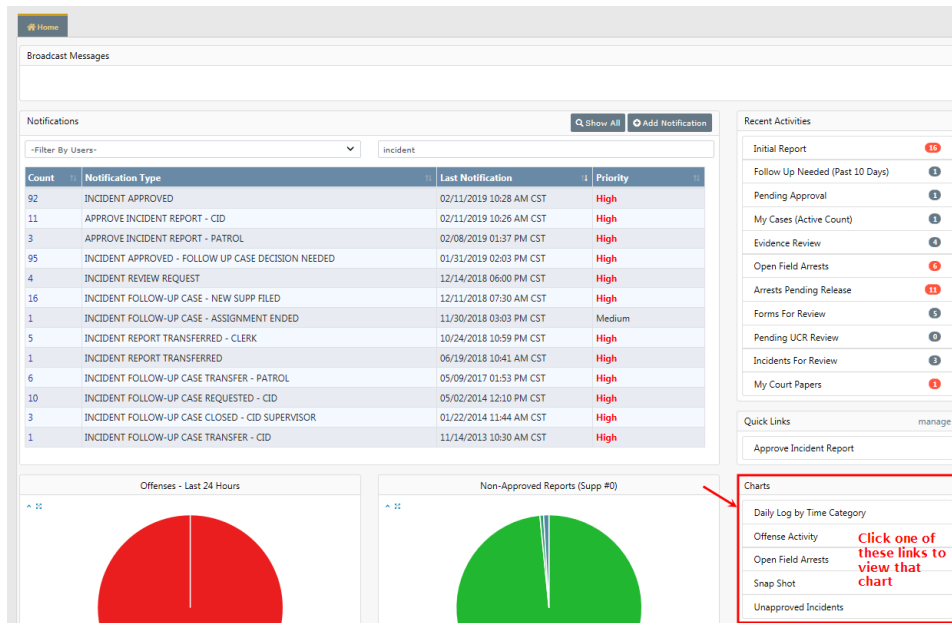 Home
Broadcast Messages
Notifications
Show All
Add Notification
-Filter By Users-
incident
Count Notification Type Last Notification Priority
92 INCIDENT APPROVED 02/11/2019 10:28 AM CST High
11 APPROVE INCIDENT REPORT - CID 02/11/2019 10:26 AM CST High
3 APPROVE INCIDENT REPORT - PATROL 02/08/2019 01:37 PM CST High
95 INCIDENT APPROVED - FOLLOW UP CASE DECISION NEEDED 01/31/2019 02:03 PM CST High
4 INCIDENT REVIEW REQUEST 12/14/2018 06:00 PM CST High
16 INCIDENT FOLLOW-UP CASE - NEW SUPP FILED 12/11/2018 07:30 AM CST High
1 INCIDENT FOLLOW-UP CASE - ASSIGNMENT ENDED 11/30/2018 03:03 PM CST Medium
5 INCIDENT REPORT TRANSFERRED - CLERK 10/24/2018 10:59 PM CST High
1 INCIDENT REPORT TRANSFERRED 06/19/2018 10:41 AM CST High
6 INCIDENT FOLLOW-UP CASE TRANSFER - PATROL 05/09/2017 01:53 PM CST High
10 INCIDENT FOLLOW-UP CASE REQUESTED - CID 05/02/2014 12:10 PM CST High
3 INCIDENT FOLLOW-UP CASE CLOSED - CID SUPERVISOR 01/22/2014 11:44 AM CST High
1 INCIDENT FOLLOW-UP CASE TRANSFER - CID 11/14/2013 10:30 AM CST High
Recent Activities
Initial Report 16
Follow Up Needed (Past 10 Days) 1
Pending Approval 1
My Cases (Active Count) 1
Evidence Review 4
Open Field Arrests 6
Arrests Pending Release 11
Forms For Review 5
Pending UCR Review 0
Incidents For Review 3
My Court Papers 1
Quick Links manage
Approve Incident Report
Offenses - Last 24 Hours
Non-Approved Reports (Supp #0)
Charts
Daily Log by Time Category
Offense Activity
Open Field Arrests
Snap Shot
Unapproved Incidents
Click one of
these links to
view that
chart